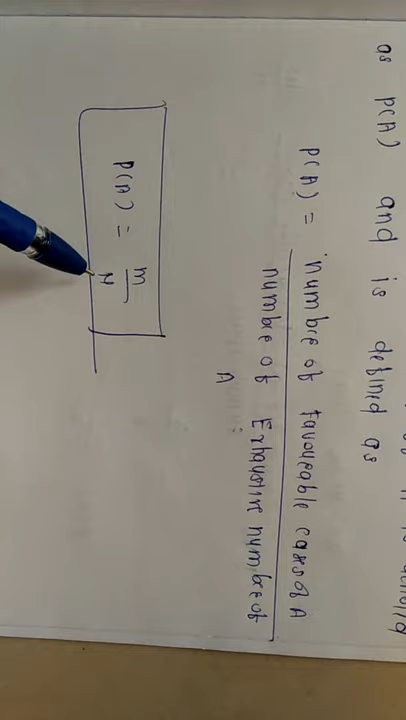 as P(A) and is defined as
P(A) = number of favourable cases of A
number of Exhaustive number of
A
P(A) = m
N